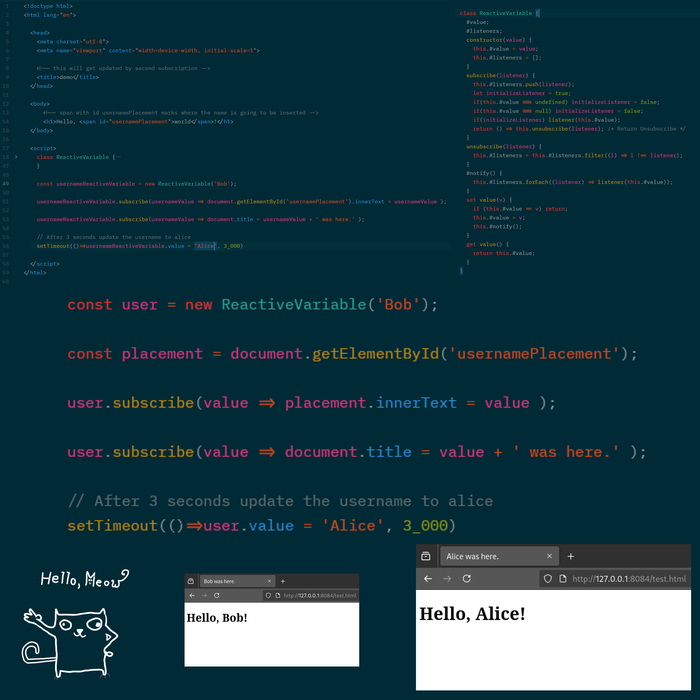 <!doctype html>
<html lang="en">
<head>
<meta charset="utf-8">
<meta name="viewport" content="width=device-width, initial-scale=1">
<!-- this will get updated by second subscription -->
<title>demo</title>
</head>
<body>
<!-- span with id usernamePlacement marks where the name is going to be inserted -->
<h1>Hello, <span id="usernamePlacement">world</span>!</h1>
</body>
<script>
class ReactiveVariable {
}
const usernameReactiveVariable = new ReactiveVariable('Bob');
usernameReactiveVariable.subscribe(usernameValue => document.getElementById('usernamePlacement').innerText = usernameValue );
usernameReactiveVariable.subscribe(usernameValue => document.title = usernameValue + ' was here.' );
// After 3 seconds update the username to alice
setTimeout(()=>usernameReactiveVariable.value = 'Alice', 3_000)
</script>
</html>
class ReactiveVariable {
#value;
#listeners;
constructor(value) {
this.#value = value;
this.#listeners = [];
}
subscribe(listener) {
this.#listeners.push(listener);
let initializeListener = true;
if(this.#value === undefined) initializeListener = false;
if(this.#value === null) initializeListener = false;
if(initializeListener) listener(this.#value);
return () => this.unsubscribe(listener); /* Return Unsubscribe */
}
unsubscribe(listener) {
this.#listeners = this.#listeners.filter((l) => l !== listener);
}
#notify() {
this.#listeners.forEach((listener) => listener(this.#value));
}
set value(v) {
if (this.#value == v) return;
this.#value = v;
this.#notify();
}
get value() {
return this.#value;
}
}
const user = new ReactiveVariable('Bob');
const placement = document.getElementById('usernamePlacement');
user.subscribe(value => placement.innerText = value );
user.subscribe(value => document.title = value + ' was here.' );
// After 3 seconds update the username to alice
setTimeout(()=>user.value = 'Alice', 3_000)
Hello, Meow?
Bob was here.
http://127.0.0.1:8084/test.html
Hello, Bob!
Alice was here.
http://127.0.0.1:8084/test.html
Hello, Alice!